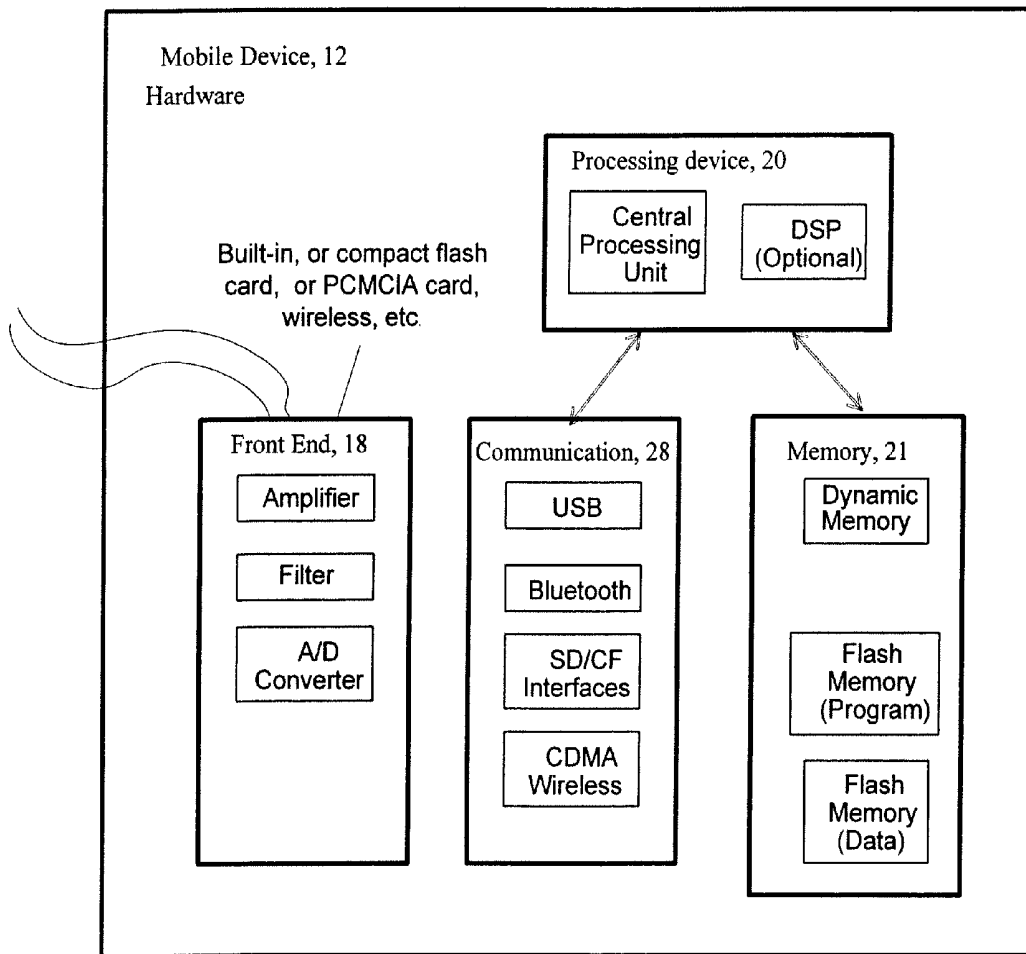 Mobile Device, 12
Hardware
Processing device, 20
Central
Processing
Unit
DSP
(Optional)
Built-in, or compact flash
card, or PCMCIA card,
wireless, etc.
Front End, 18
Amplifier
Filter
A/D
Converter
Communication, 28
USB
Bluetooth
SD/CF
Interfaces
CDMA
Wireless
Memory, 21
Dynamic
Memory
Flash
Memory
(Program)
Flash
Memory
(Data)